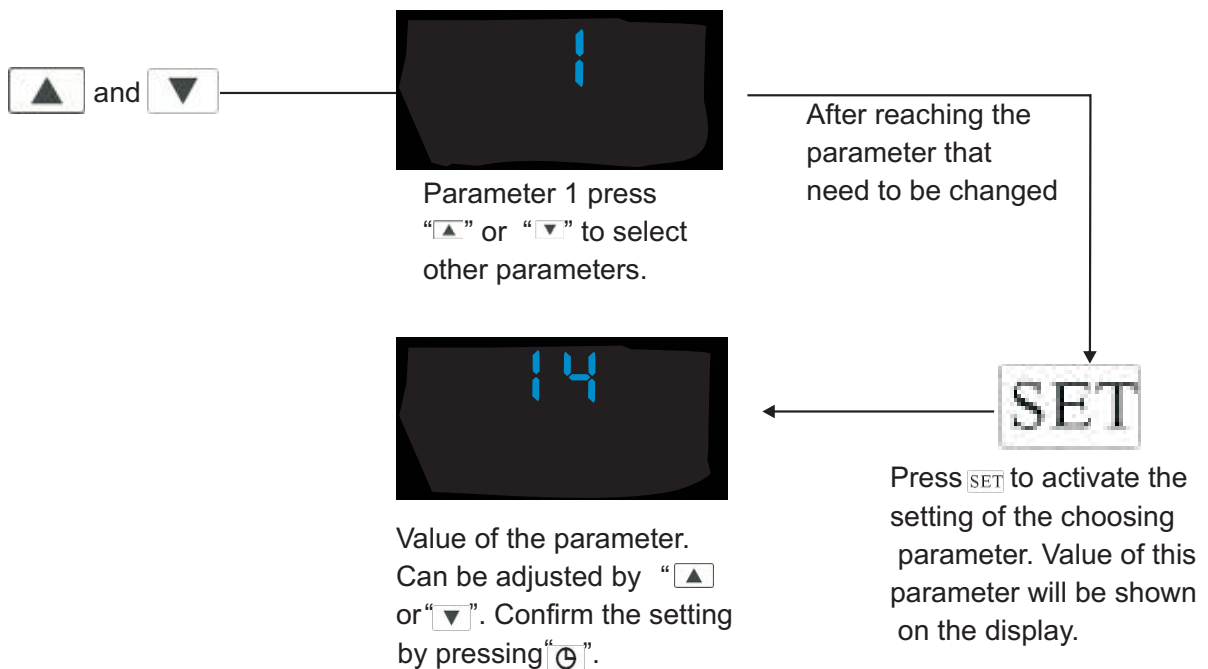 ▲ and ▼
1
After reaching the
parameter that
need to be changed
Parameter 1 press
“▲” or “▼” to select
other parameters.
14
SET
Press SET to activate the
setting of the choosing
parameter. Value of this
parameter will be shown
on the display.
Value of the parameter.
Can be adjusted by “▲
or“▼”. Confirm the setting
by pressing“🕒”.